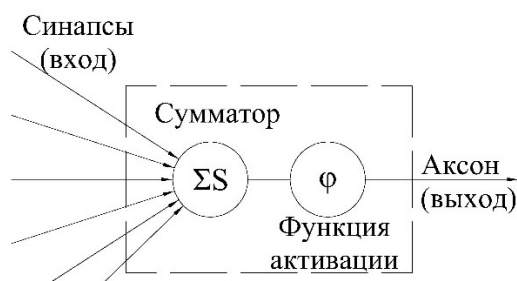 Синапсы
(вход)
Сумматор
ΣS
φ
Аксон
(выход)
Функция
активации